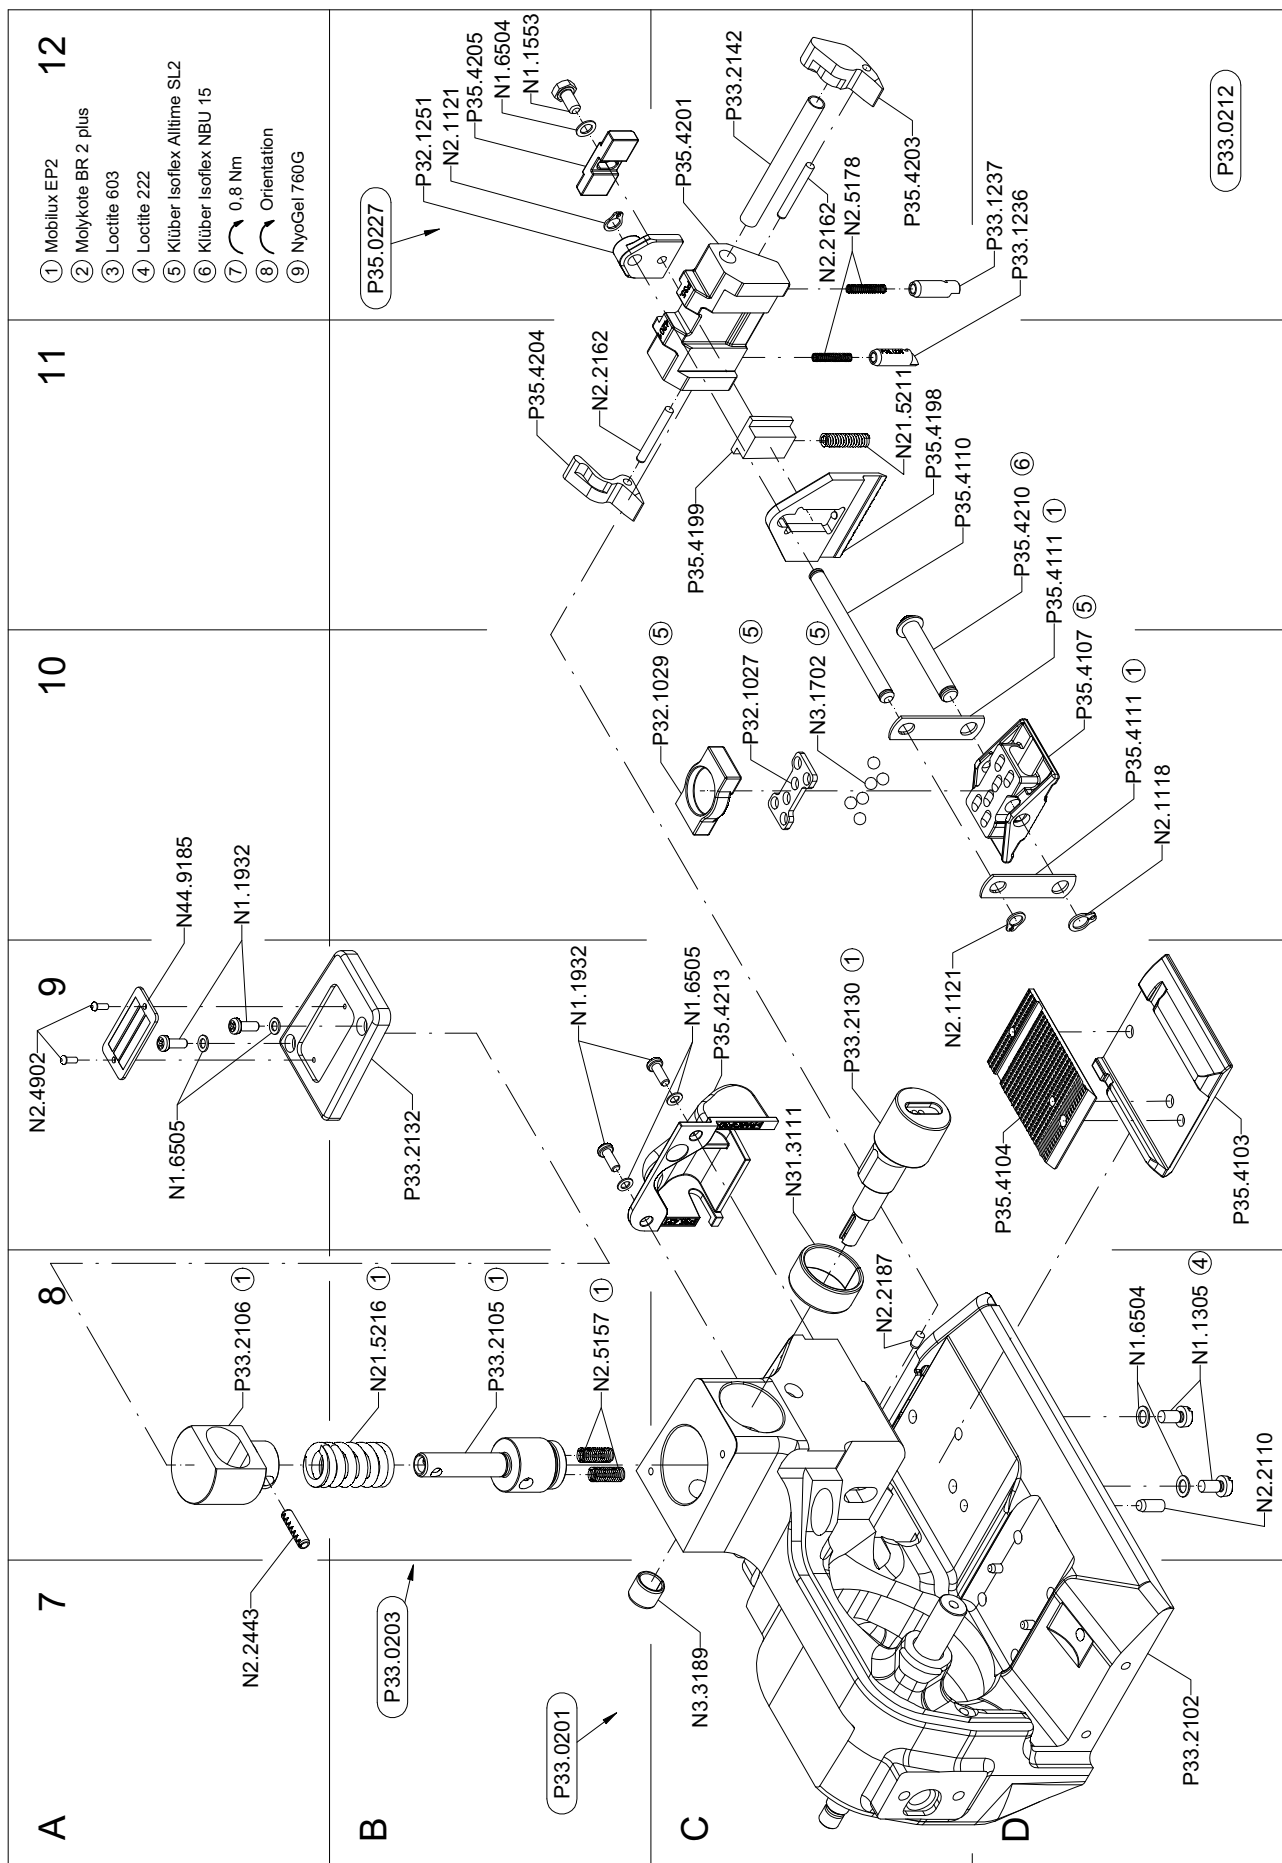 A
B
C
D
7
8
9
10
11
12
① Mobilux EP2
② Molykote BR 2 plus
③ Loctite 603
④ Loctite 222
⑤ Klüber Isoflex Alltime SL2
⑥ Klüber Isoflex NBU 15
⑦ 0,8 Nm
⑧ Orientation
⑨ NyoGel 760G
N2.2443
P33.2106 ①
N21.5216 ①
P33.2105 ①
N2.5157 ①
P33.0203
P33.0201
N3.3189
P33.2102
N2.2110
N1.1305 ④
N1.6504
N2.2187
N2.4902
N44.9185
N1.1932
N1.6505
P33.2132
N1.1932
N1.6505
P35.4213
N31.3111
P33.2130 ①
P35.4104
P35.4103
P32.1029 ⑤
P32.1027 ⑤
N3.1702 ⑤
N2.1121
N2.1118
P35.4111 ①
P35.4107 ⑤
P35.4111 ①
P35.4210 ⑥
P35.4110
P35.4198
N21.5211
P35.4199
P35.4204
N2.2162
P35.0227
P32.1251
N2.1121
P35.4205
N1.6504
N1.1553
P35.4201
P33.2142
N2.2162
N2.5178
P35.4203
P33.1237
P33.1236
P33.0212